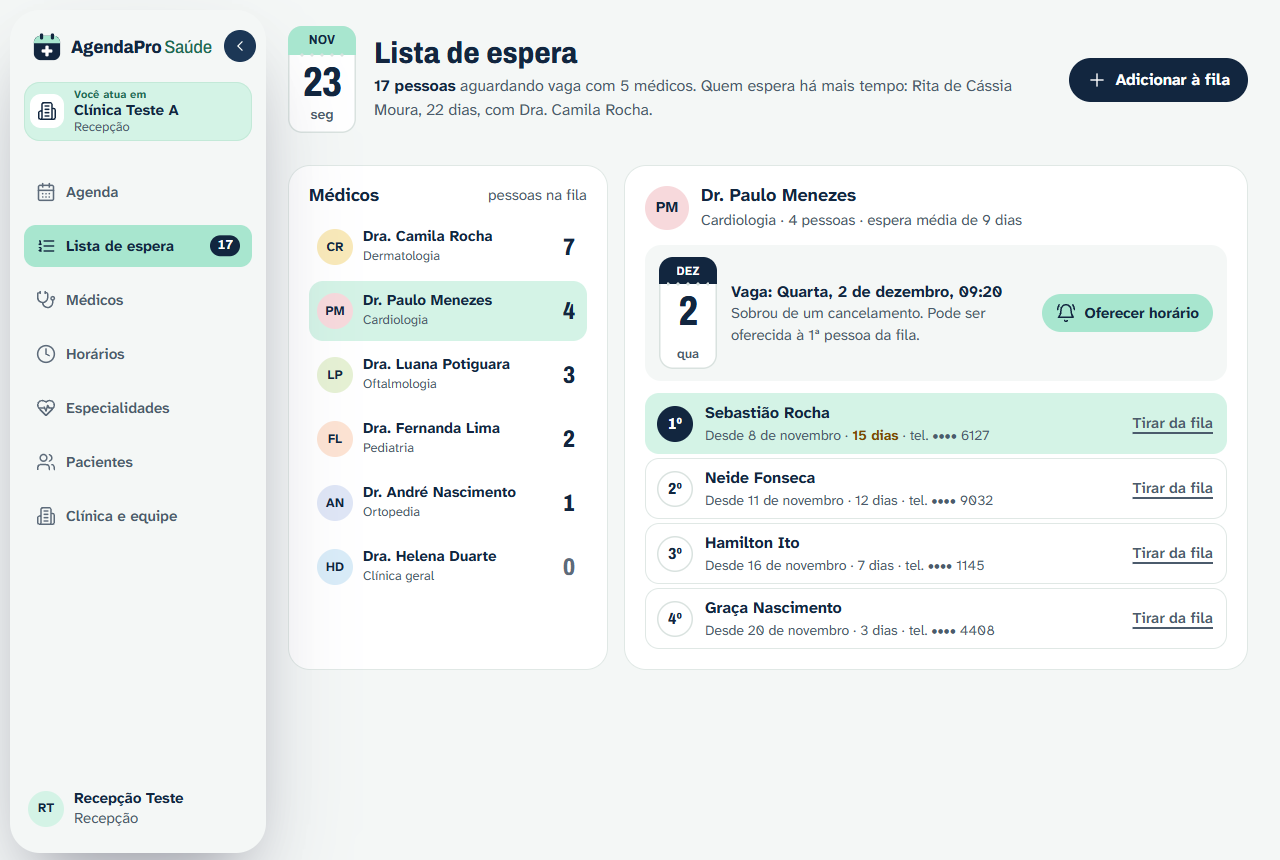 AgendaPro Saúde
Você atua em
Clínica Teste A
Recepção
Agenda
Lista de espera 17
Médicos
Horários
Especialidades
Pacientes
Clínica e equipe
RT
Recepção Teste
Recepção
NOV
23
seg
Lista de espera
17 pessoas aguardando vaga com 5 médicos. Quem espera há mais tempo: Rita de Cássia
Moura, 22 dias, com Dra. Camila Rocha.
Adicionar à fila
Médicos pessoas na fila
CR
Dra. Camila Rocha
Dermatologia
7
PM
Dr. Paulo Menezes
Cardiologia
4
LP
Dra. Luana Potiguara
Oftalmologia
3
FL
Dra. Fernanda Lima
Pediatria
2
AN
Dr. André Nascimento
Ortopedia
1
HD
Dra. Helena Duarte
Clínica geral
0
PM
Dr. Paulo Menezes
Cardiologia · 4 pessoas · espera média de 9 dias
DEZ
2
qua
Vaga: Quarta, 2 de dezembro, 09:20
Sobrou de um cancelamento. Pode ser
oferecida à 1ª pessoa da fila.
Oferecer horário
1º
Sebastião Rocha
Desde 8 de novembro · 15 dias · tel. •••• 6127
Tirar da fila
2º
Neide Fonseca
Desde 11 de novembro · 12 dias · tel. •••• 9032
Tirar da fila
3º
Hamilton Ito
Desde 16 de novembro · 7 dias · tel. •••• 1145
Tirar da fila
4º
Graça Nascimento
Desde 20 de novembro · 3 dias · tel. •••• 4408
Tirar da fila